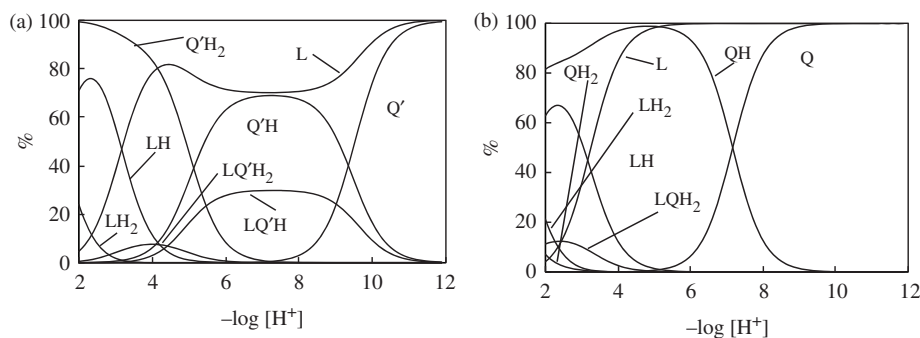 (a)
100
80
60
40
20
0
%
Q′H₂
L
Q′
Q′H
LH
LQ′H₂
LH₂
LQ′H
2 4 6 8 10 12
–log [H⁺]
(b)
100
80
60
40
20
0
%
QH₂
L
QH
Q
LH₂
LH
LQH₂
2 4 6 8 10 12
–log [H⁺]